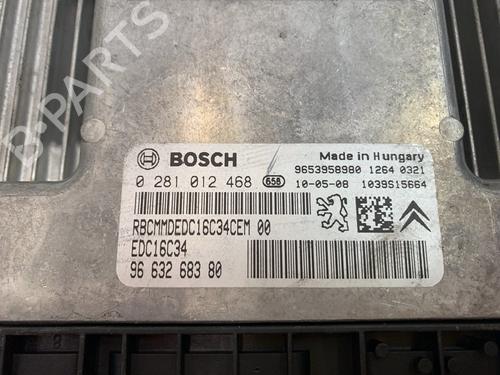 B-PARTS
BOSCH
Made in Hungary
9653958980 1264 0321
0 281 012 468 658 10-05-08 1039S15664
RBCMMDEDC16C34CEM 00
EDC16C34
96 632 683 80
8